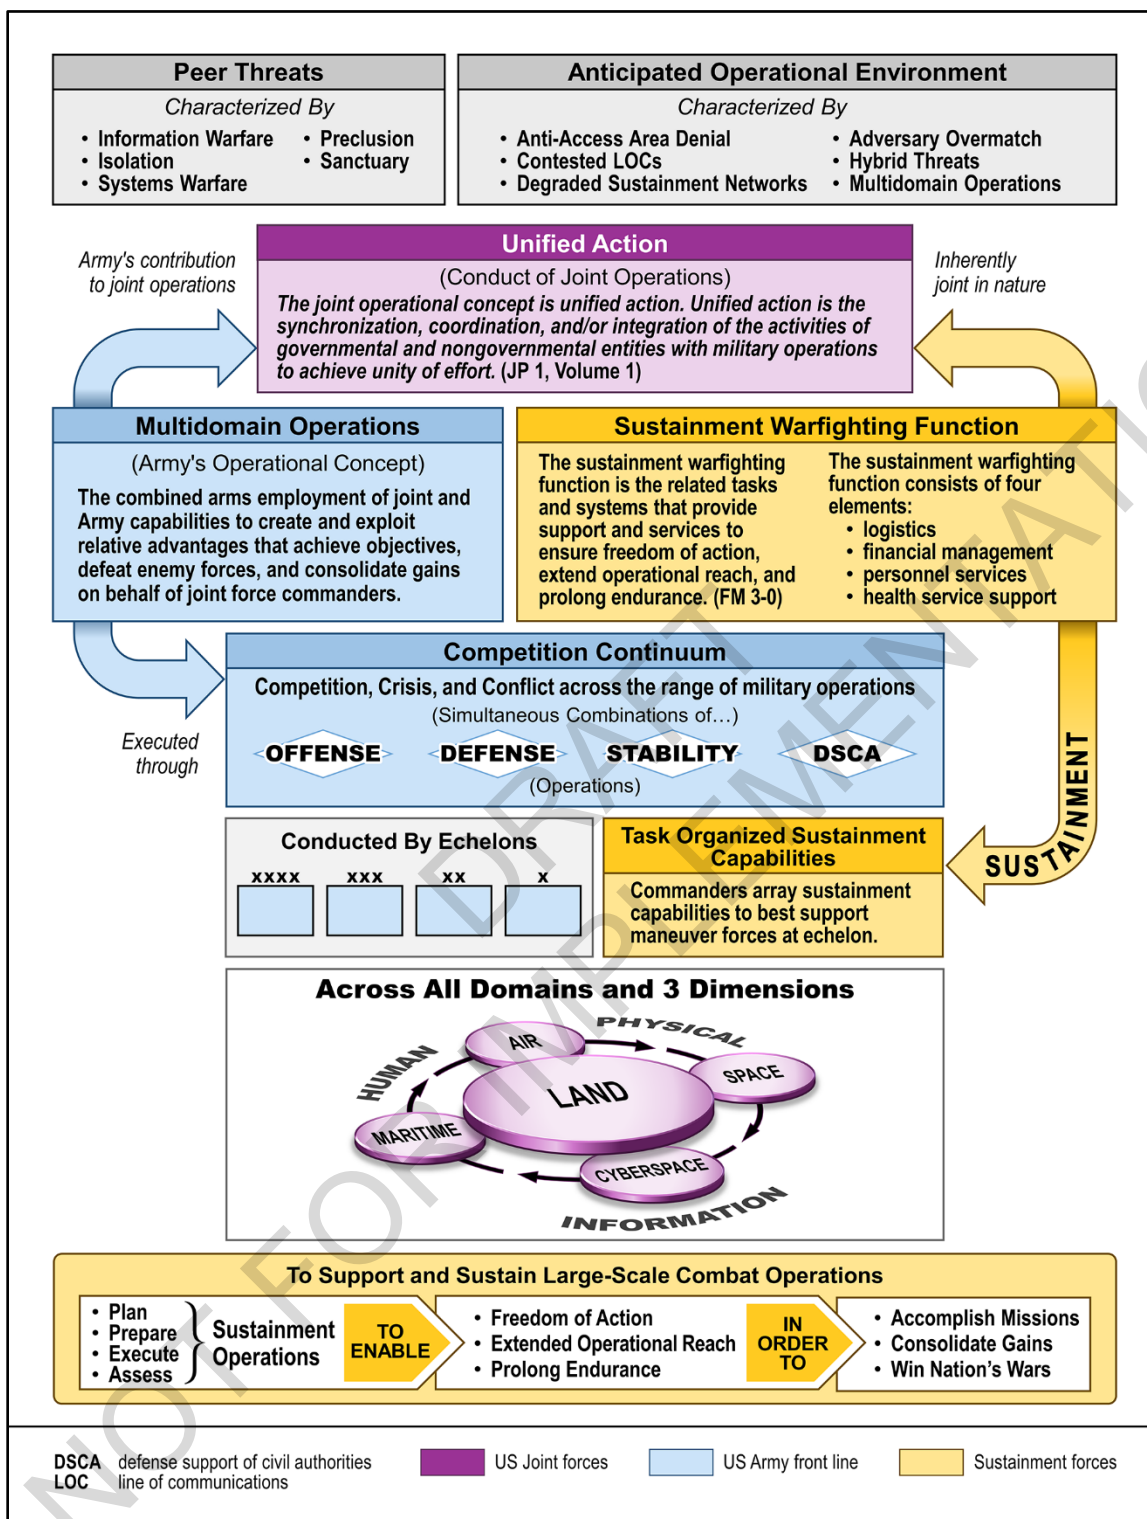 Peer Threats
Characterized By
• Information Warfare
• Isolation
• Systems Warfare
• Preclusion
• Sanctuary
Anticipated Operational Environment
Characterized By
• Anti-Access Area Denial
• Contested LOCs
• Degraded Sustainment Networks
• Adversary Overmatch
• Hybrid Threats
• Multidomain Operations
Army's contribution
to joint operations
Unified Action
(Conduct of Joint Operations)
The joint operational concept is unified action. Unified action is the
synchronization, coordination, and/or integration of the activities of
governmental and nongovernmental entities with military operations
to achieve unity of effort. (JP 1, Volume 1)
Inherently
joint in nature
Multidomain Operations
(Army's Operational Concept)
The combined arms employment of joint and
Army capabilities to create and exploit
relative advantages that achieve objectives,
defeat enemy forces, and consolidate gains
on behalf of joint force commanders.
Sustainment Warfighting Function
The sustainment warfighting
function is the related tasks
and systems that provide
support and services to
ensure freedom of action,
extend operational reach, and
prolong endurance. (FM 3-0)
The sustainment warfighting
function consists of four
elements:
• logistics
• financial management
• personnel services
• health service support
Executed
through
Competition Continuum
Competition, Crisis, and Conflict across the range of military operations
(Simultaneous Combinations of...)
OFFENSE DEFENSE STABILITY DSCA
(Operations)
SUSTAINMENT
Conducted By Echelons
xxxx xxx xx x
Task Organized Sustainment
Capabilities
Commanders array sustainment
capabilities to best support
maneuver forces at echelon.
Across All Domains and 3 Dimensions
HUMAN
PHYSICAL
INFORMATION
AIR
SPACE
LAND
MARITIME
CYBERSPACE
To Support and Sustain Large-Scale Combat Operations
• Plan
• Prepare
• Execute
• Assess
Sustainment
Operations
TO
ENABLE
• Freedom of Action
• Extended Operational Reach
• Prolong Endurance
IN
ORDER
TO
• Accomplish Missions
• Consolidate Gains
• Win Nation's Wars
DSCA defense support of civil authorities
LOC line of communications
US Joint forces
US Army front line
Sustainment forces
DRAFT
NOT FOR IMPLEMENTATIO